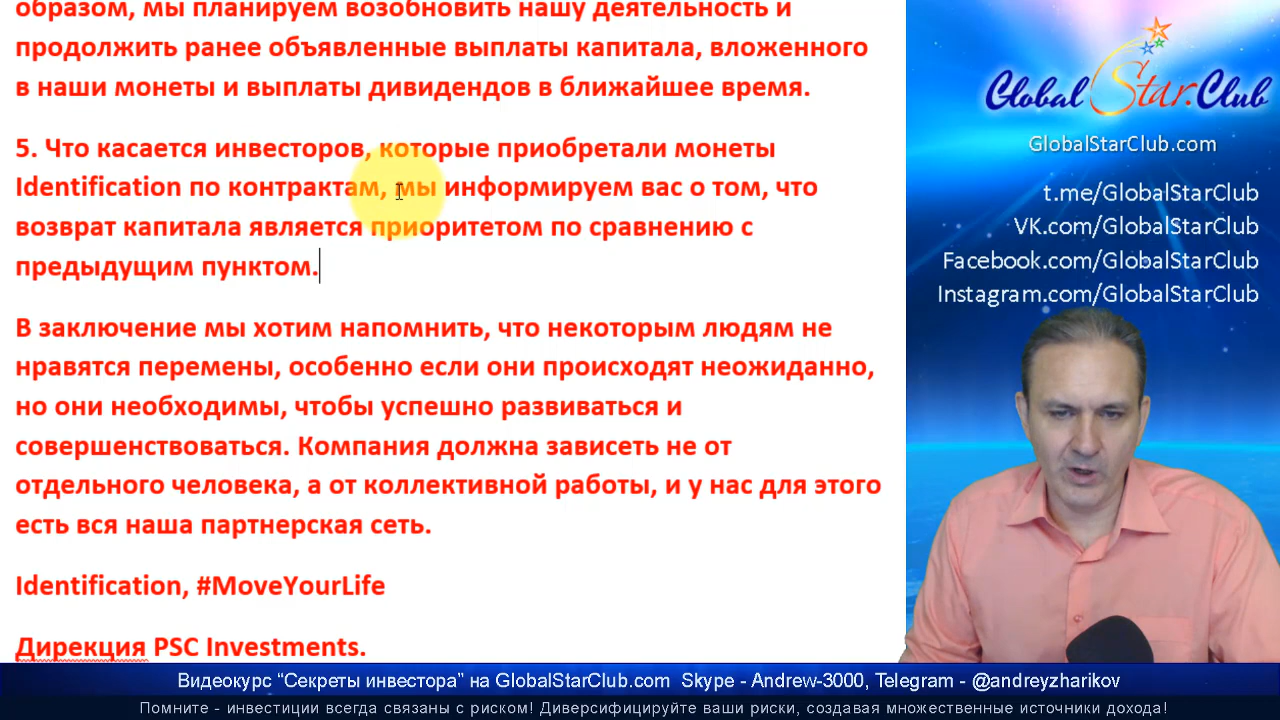 образом, мы планируем возобновить нашу деятельность и
продолжить ранее объявленные выплаты капитала, вложенного
в наши монеты и выплаты дивидендов в ближайшее время.
5. Что касается инвесторов, которые приобретали монеты
Identification по контрактам, мы информируем вас о том, что
возврат капитала является приоритетом по сравнению с
предыдущим пунктом.
В заключение мы хотим напомнить, что некоторым людям не
нравятся перемены, особенно если они происходят неожиданно,
но они необходимы, чтобы успешно развиваться и
совершенствоваться. Компания должна зависеть не от
отдельного человека, а от коллективной работы, и у нас для этого
есть вся наша партнерская сеть.
Identification, #MoveYourLife
Дирекция PSC Investments.
Global Star.Club
GlobalStarClub.com
t.me/GlobalStarClub
VK.com/GlobalStarClub
Facebook.com/GlobalStarClub
Instagram.com/GlobalStarClub
Видеокурс “Секреты инвестора” на GlobalStarClub.com Skype - Andrew-3000, Telegram - @andreyzharikov
Помните - инвестиции всегда связаны с риском! Диверсифицируйте ваши риски, создавая множественные источники дохода!